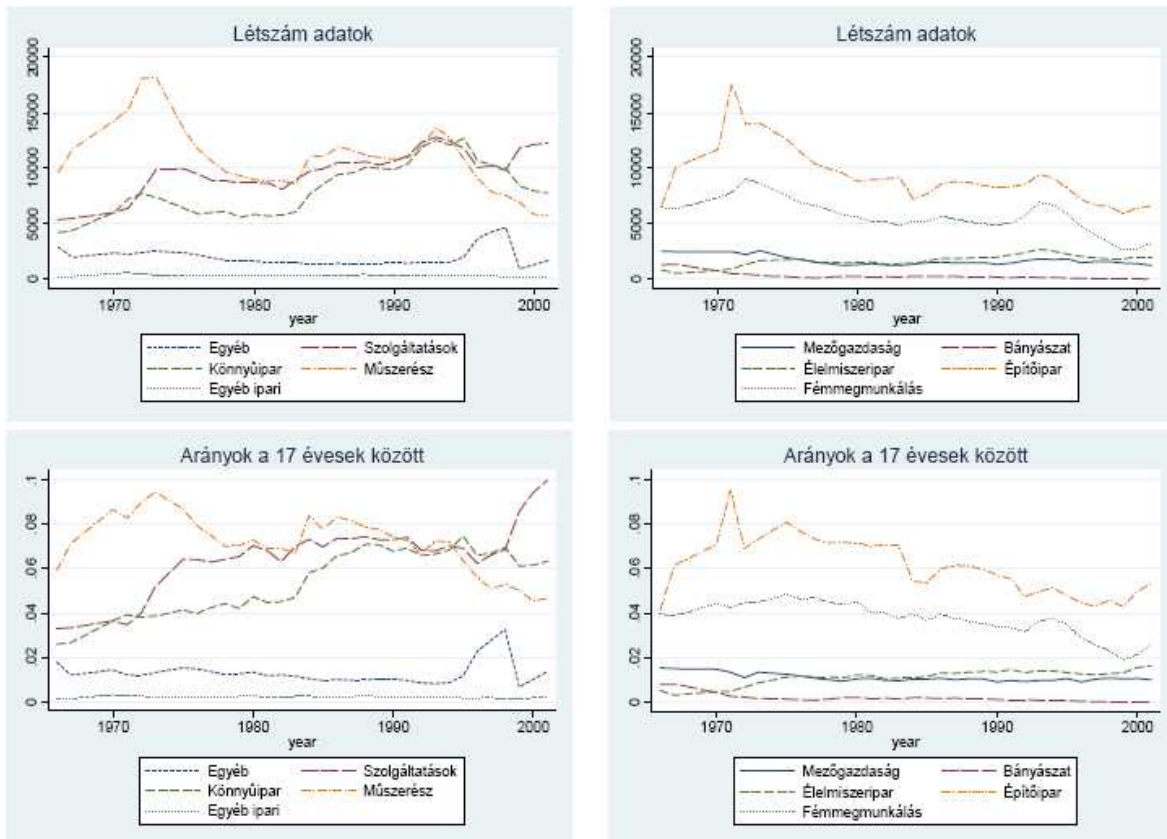 Létszám adatok
20000
15000
10000
5000
0
1970 1980 1990 2000
year
Egyéb Szolgáltatások
Könnyűipar Műszerész
Egyéb ipari
Létszám adatok
20000
15000
10000
5000
0
1970 1980 1990 2000
year
Mezőgazdaság Bányászat
Élelmiszeripar Építőipar
Fémmegmunkálás
Arányok a 17 évesek között
.1
.08
.06
.04
.02
0
1970 1980 1990 2000
year
Egyéb Szolgáltatások
Könnyűipar Műszerész
Egyéb ipari
Arányok a 17 évesek között
.1
.08
.06
.04
.02
0
1970 1980 1990 2000
year
Mezőgazdaság Bányászat
Élelmiszeripar Építőipar
Fémmegmunkálás